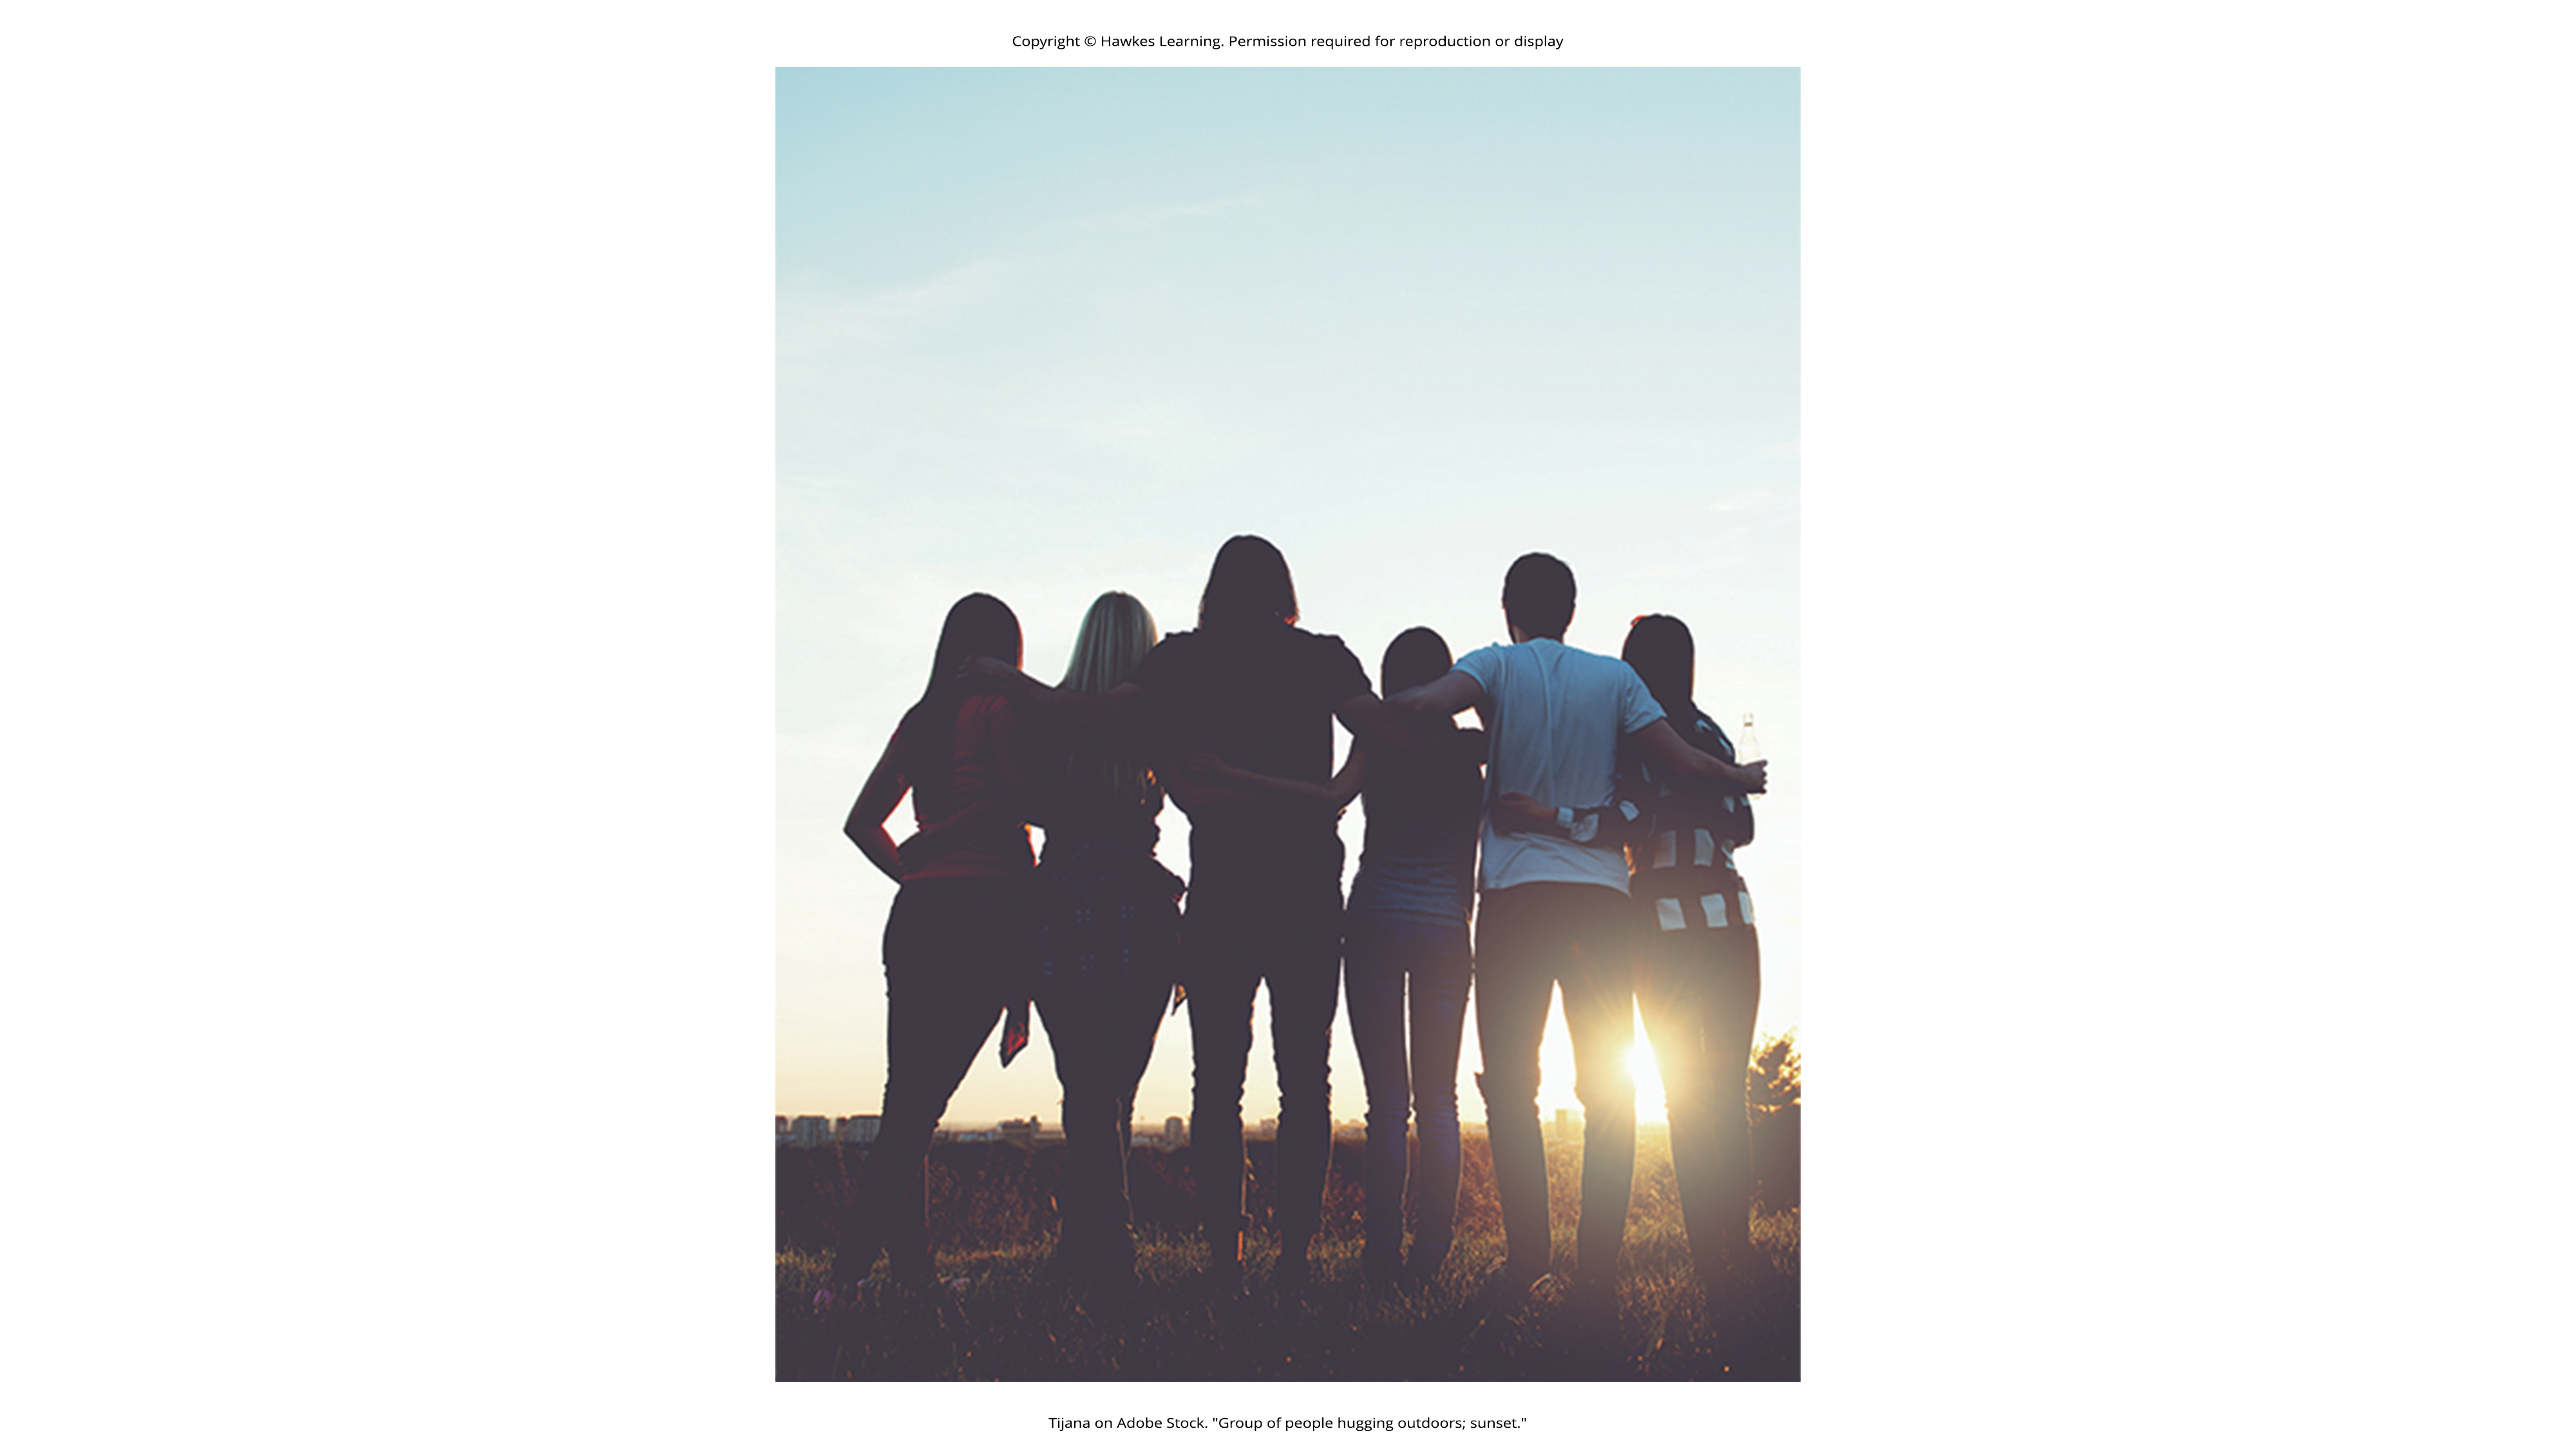 Copyright © Hawkes Learning. Permission required for reproduction or display
Tijana on Adobe Stock. "Group of people hugging outdoors; sunset."